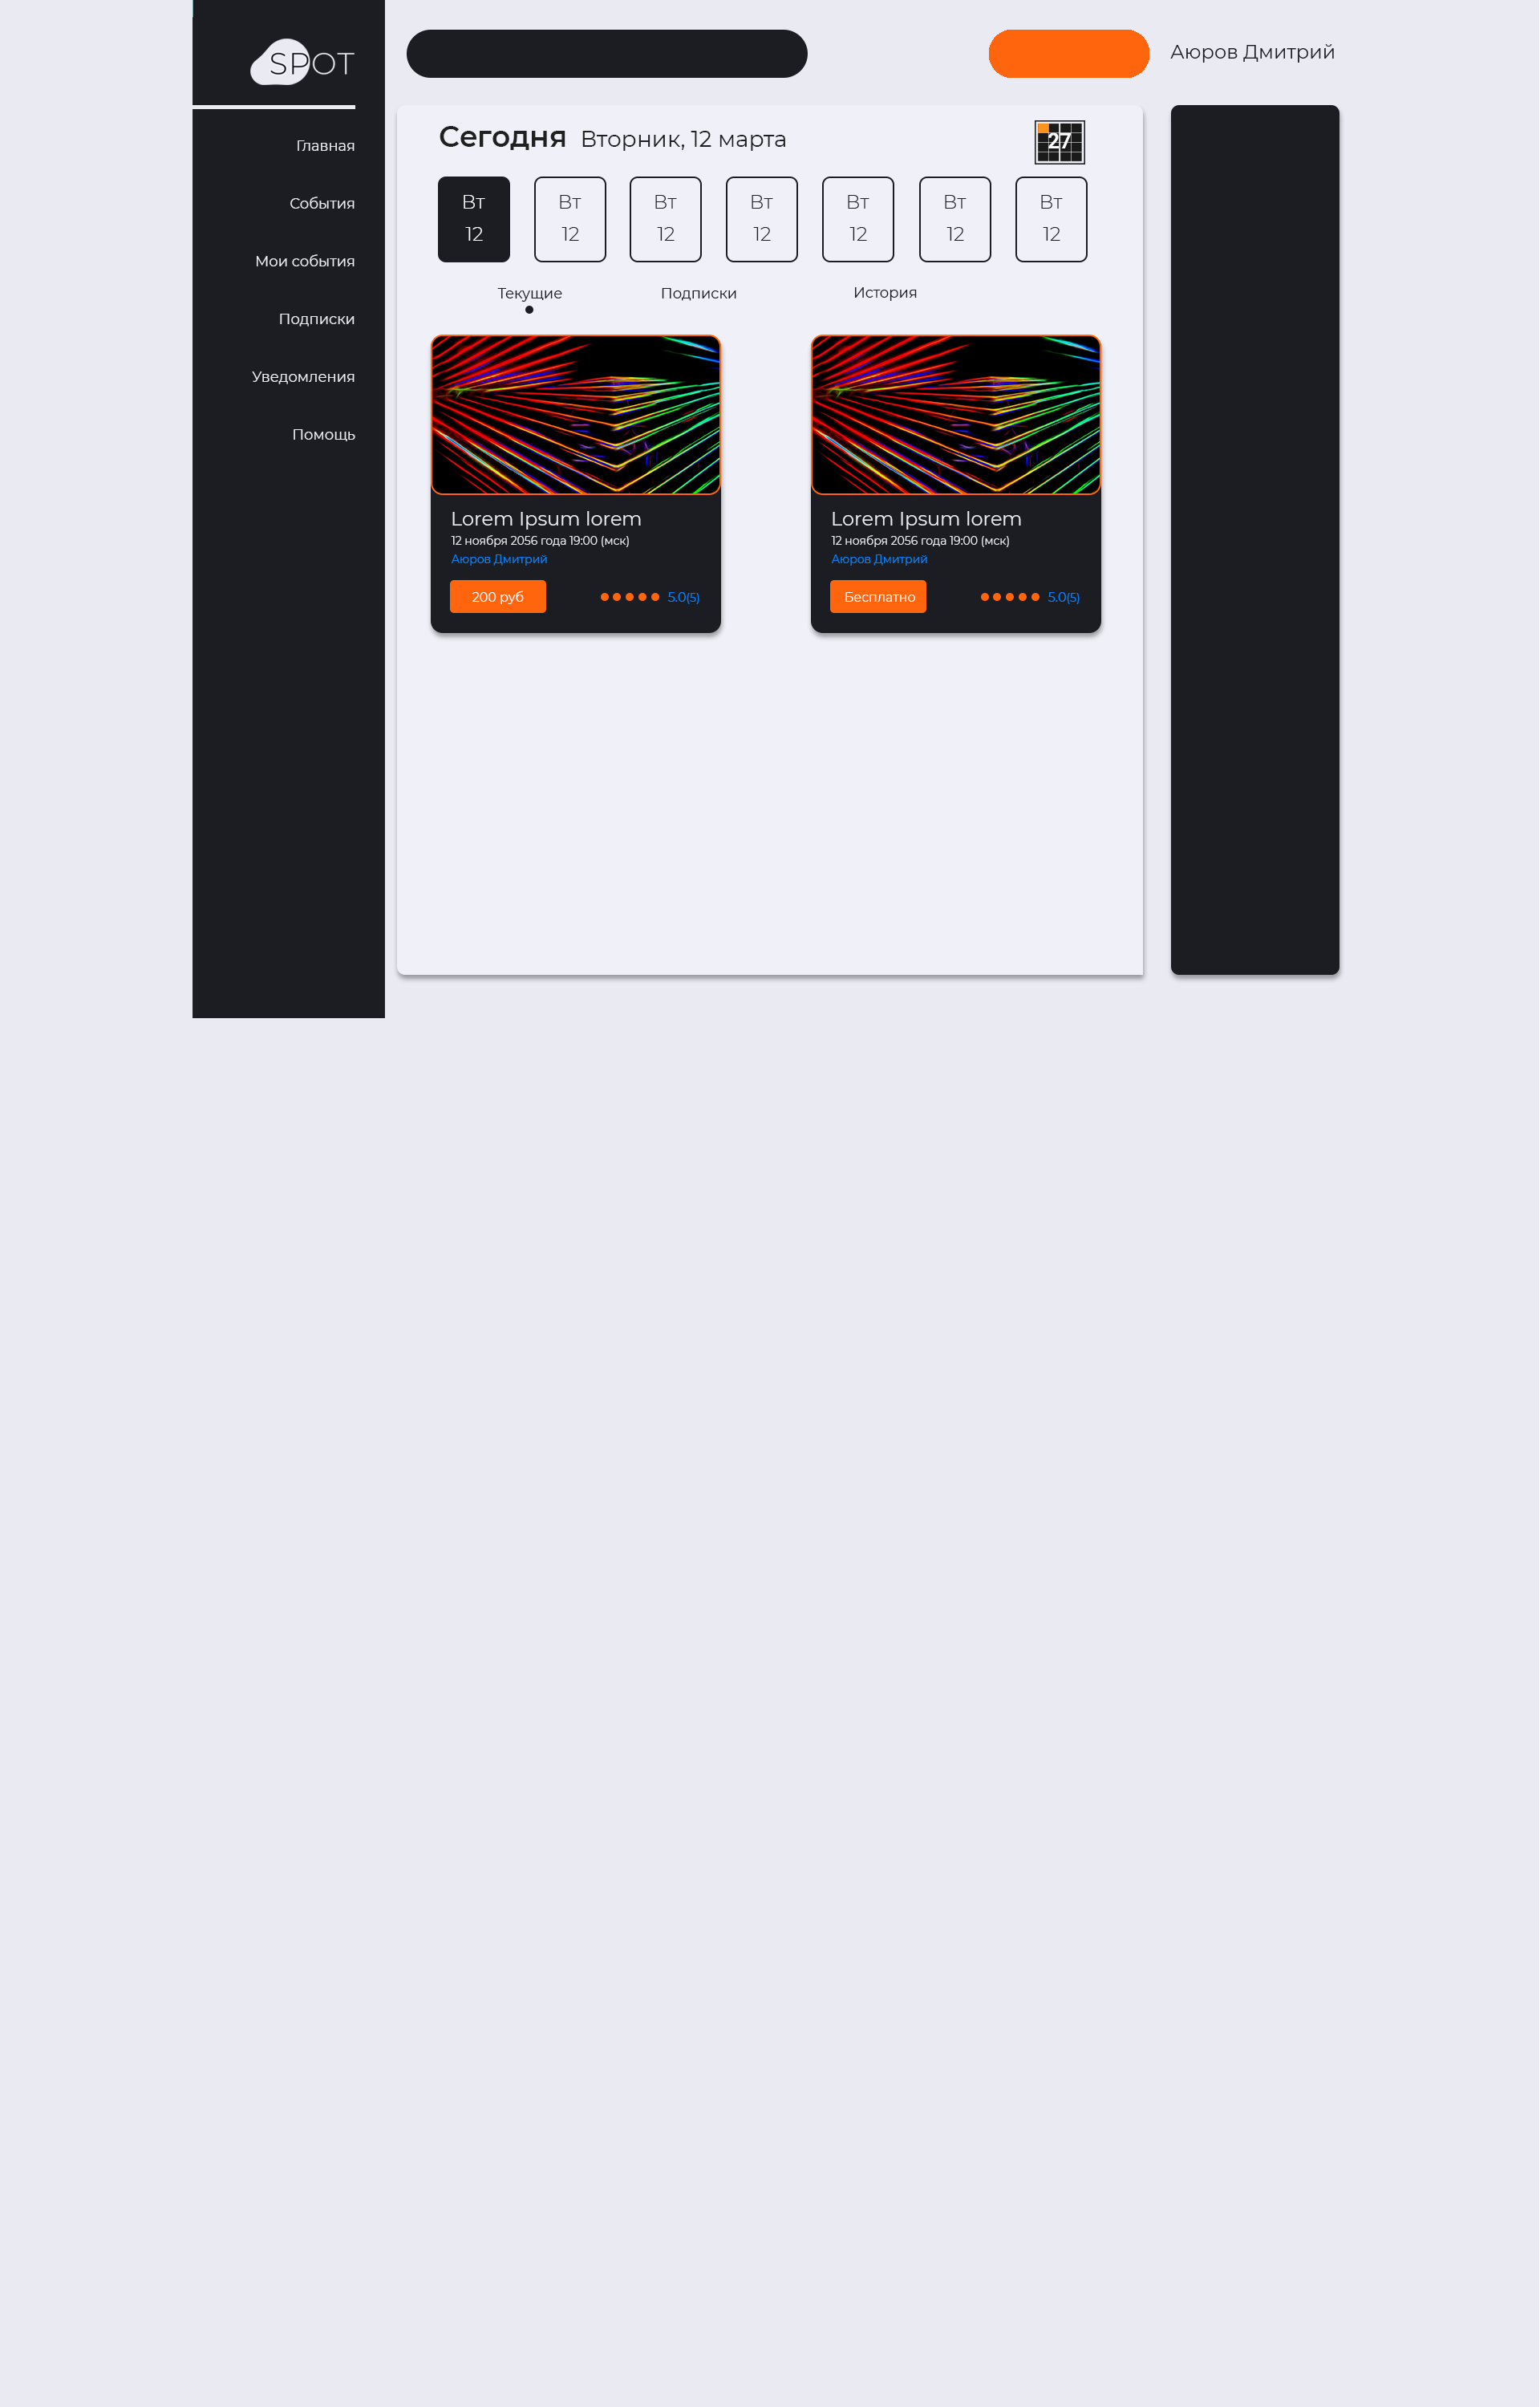 SPOT
Аюров Дмитрий
Главная
События
Мои события
Подписки
Уведомления
Помощь
Сегодня Вторник, 12 марта
27
Вт Вт Вт Вт Вт Вт Вт
12 12 12 12 12 12 12
Текущие Подписки История
Lorem Ipsum lorem
12 ноября 2056 года 19:00 (мск)
Аюров Дмитрий
200 руб 5.0(5)
Lorem Ipsum lorem
12 ноября 2056 года 19:00 (мск)
Аюров Дмитрий
Бесплатно 5.0(5)